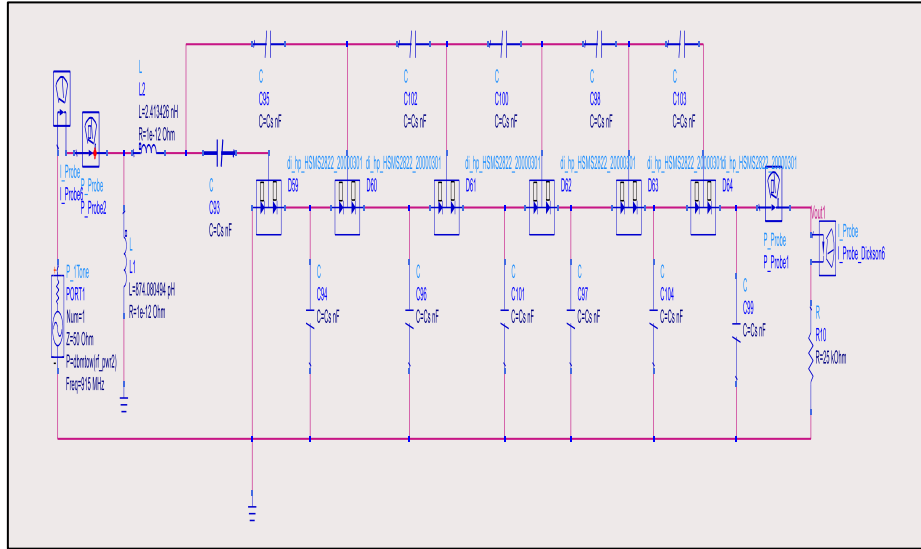 C
C95
C=Cs nF
C
C102
C=Cs nF
C
C100
C=Cs nF
C
C98
C=Cs nF
C
C103
C=Cs nF
L
L2
L=2.413426 nH
R=1e-12 Ohm
I_Probe
I_Probe6
P_Probe
P_Probe2
C
C93
C=Cs nF
di_hp_HSMS2822_20000301
D59
di_hp_HSMS2822_20000301
D60
di_hp_HSMS2822_20000301
D61
di_hp_HSMS2822_20000301
D62
di_hp_HSMS2822_20000301
D63
di_hp_HSMS2822_20000301
D64
P_Probe
P_Probe1
Vout1
I_Probe
I_Probe_Dickson6
L
L1
L=674.080494 pH
R=1e-12 Ohm
P_1Tone
PORT1
Num=1
Z=50 Ohm
P=dbmtow(rf_pwr2)
Freq=915 MHz
C
C94
C=Cs nF
C
C96
C=Cs nF
C
C101
C=Cs nF
C
C97
C=Cs nF
C
C104
C=Cs nF
C
C99
C=Cs nF
R
R10
R=25 kOhm